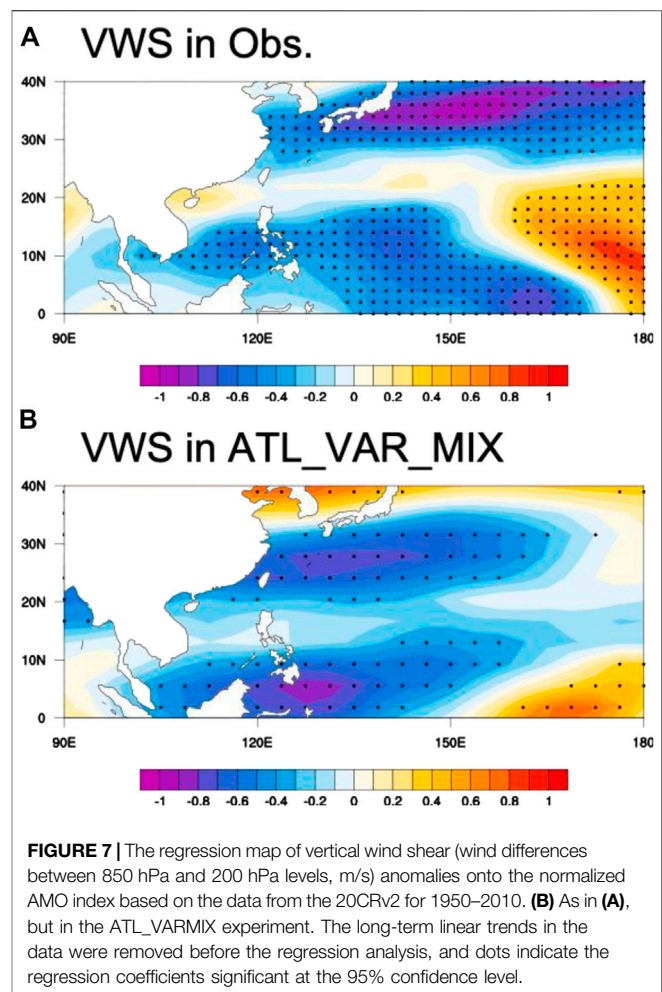 A
VWS in Obs.
40N
30N
20N
10N
0
90E 120E 150E 180
-1 -0.8 -0.6 -0.4 -0.2 0 0.2 0.4 0.6 0.8 1
B
VWS in ATL_VAR_MIX
40N
30N
20N
10N
0
90E 120E 150E 180
-1 -0.8 -0.6 -0.4 -0.2 0 0.2 0.4 0.6 0.8 1
FIGURE 7 | The regression map of vertical wind shear (wind differences
between 850 hPa and 200 hPa levels, m/s) anomalies onto the normalized
AMO index based on the data from the 20CRv2 for 1950–2010. (B) As in (A),
but in the ATL_VARMIX experiment. The long-term linear trends in the
data were removed before the regression analysis, and dots indicate the
regression coefficients significant at the 95% confidence level.